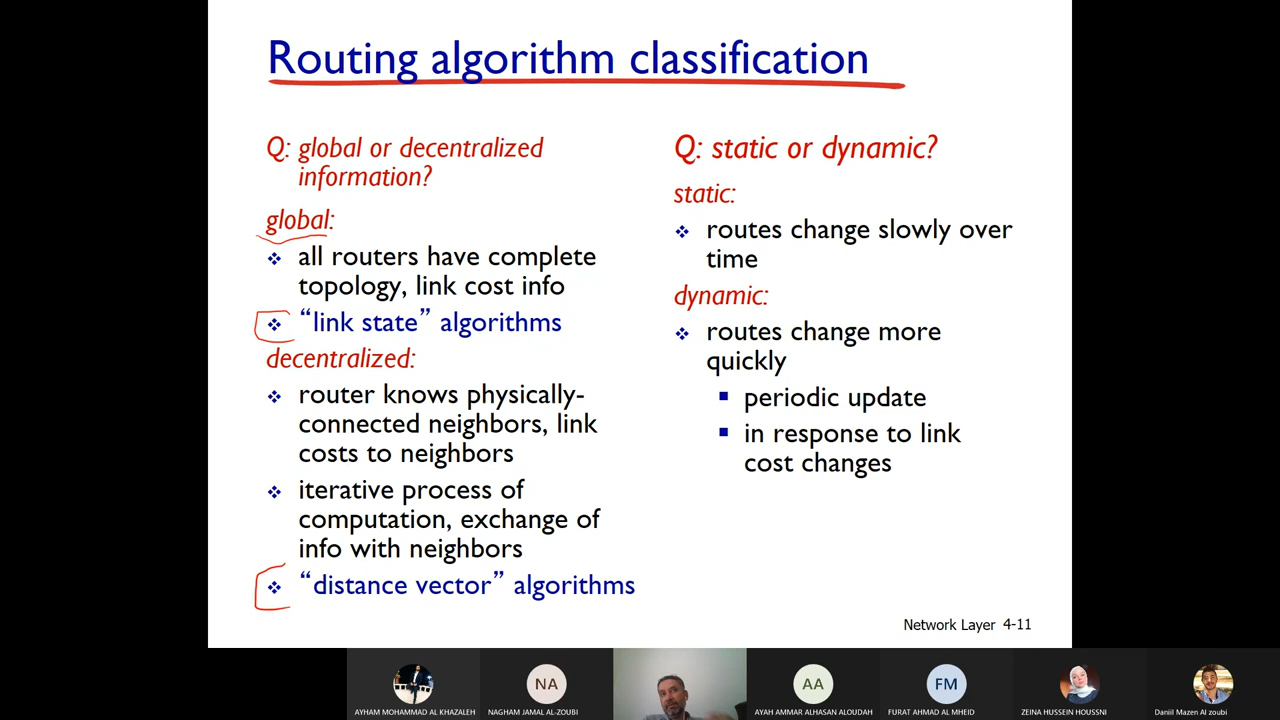 Routing algorithm classification
Q: global or decentralized
information?
global:
all routers have complete
topology, link cost info
“link state” algorithms
decentralized:
router knows physically-
connected neighbors, link
costs to neighbors
iterative process of
computation, exchange of
info with neighbors
“distance vector” algorithms
Q: static or dynamic?
static:
routes change slowly over
time
dynamic:
routes change more
quickly
periodic update
in response to link
cost changes
Network Layer 4-11
NA
AA
FM
AYHAM MOHAMMAD AL KHAZALEH
NAGHAM JAMAL AL-ZOUBI
AYAH AMMAR ALHASAN ALOUDAH
FURAT AHMAD AL MHEID
ZEINA HUSSEIN HOUSSNI
Daniil Mazen Al zoubi